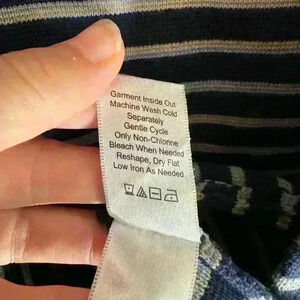 Garment Inside Out
Machine Wash Cold
Separately
Gentle Cycle
Only Non-Chlorine
Bleach When Needed
Reshape, Dry Flat
Low Iron As Needed